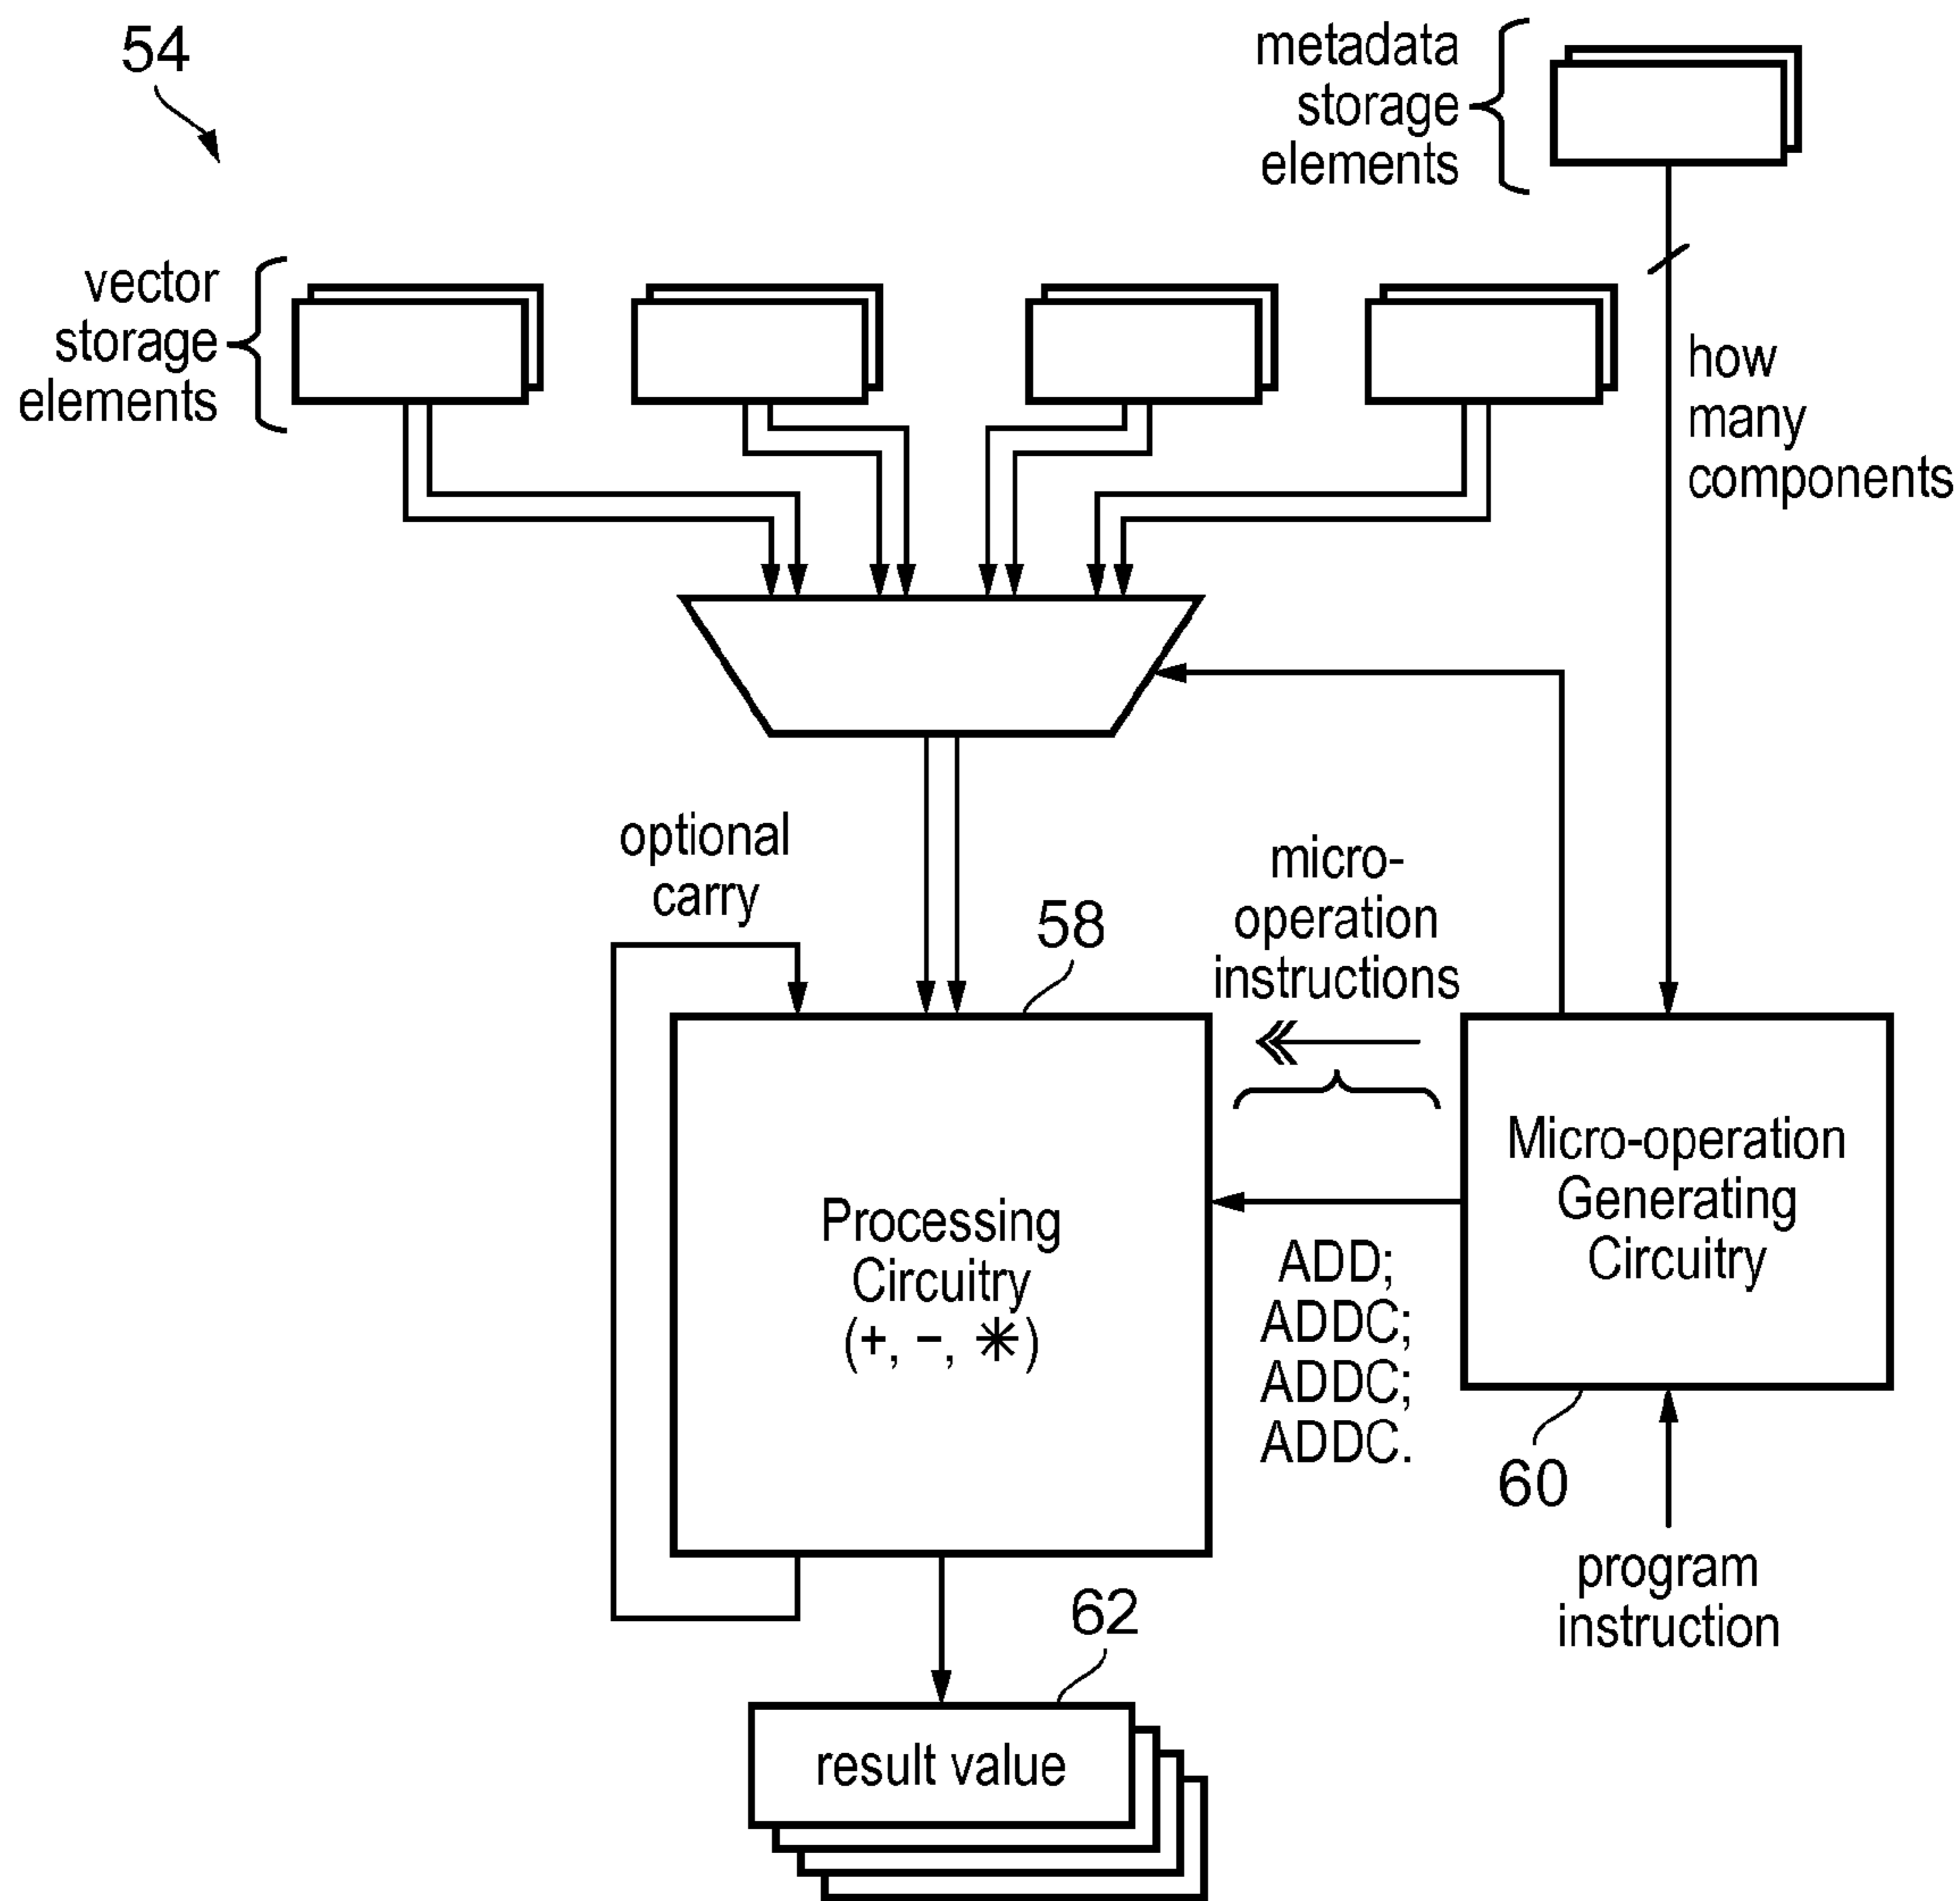 54
metadata
storage
elements
vector
storage
elements
how
many
components
optional
carry
58
micro-
operation
instructions
Processing
Circuitry
(+, −, ✳)
Micro-operation
Generating
Circuitry
ADD;
ADDC;
ADDC;
ADDC.
60
program
instruction
62
result value